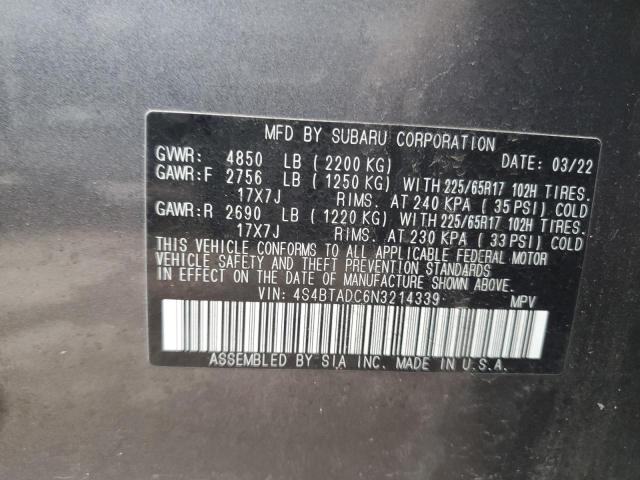 MFD BY SUBARU CORPORATION
GVWR: 4850 LB (2200 KG) DATE: 03/22
GAWR:F 2756 LB (1250 KG) WITH 225/65R17 102H TIRES.
17X7J RIMS. AT 240 KPA (35 PSI) COLD
GAWR:R 2690 LB (1220 KG) WITH 225/65R17 102H TIRES.
17X7J RIMS. AT 230 KPA (33 PSI) COLD
THIS VEHICLE CONFORMS TO ALL APPLICABLE FEDERAL MOTOR
VEHICLE SAFETY AND THEFT PREVENTION STANDARDS
IN EFFECT ON THE DATE OF MANUFACTURE SHOWN ABOVE.
VIN: 4S4BTADC6N3214339 MPV
ASSEMBLED BY SIA INC. MADE IN U.S.A.